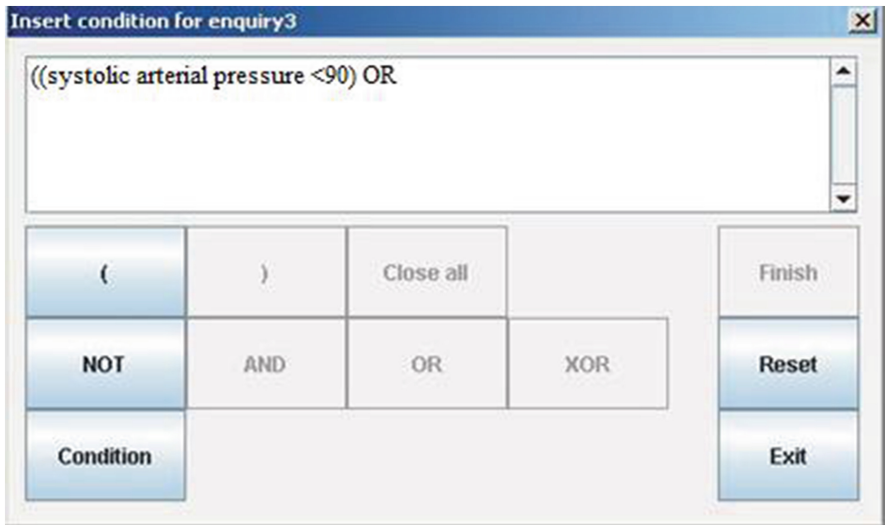 Insert condition for enquiry3
((systolic arterial pressure <90) OR
( ) Close all Finish
NOT AND OR XOR Reset
Condition Exit